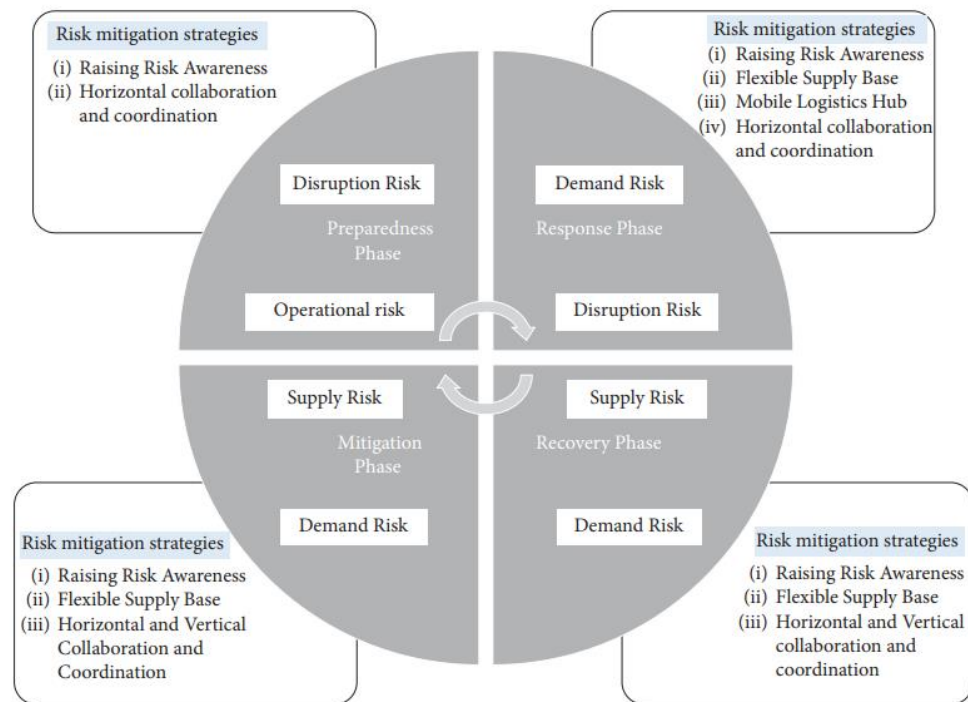 Risk mitigation strategies
(i) Raising Risk Awareness
(ii) Horizontal collaboration
and coordination
Risk mitigation strategies
(i) Raising Risk Awareness
(ii) Flexible Supply Base
(iii) Mobile Logistics Hub
(iv) Horizontal collaboration
and coordination
Disruption Risk
Preparedness
Phase
Operational risk
Demand Risk
Response Phase
Disruption Risk
Supply Risk
Mitigation
Phase
Demand Risk
Supply Risk
Recovery Phase
Demand Risk
Risk mitigation strategies
(i) Raising Risk Awareness
(ii) Flexible Supply Base
(iii) Horizontal and Vertical
Collaboration and
Coordination
Risk mitigation strategies
(i) Raising Risk Awareness
(ii) Flexible Supply Base
(iii) Horizontal and Vertical
collaboration and
coordination